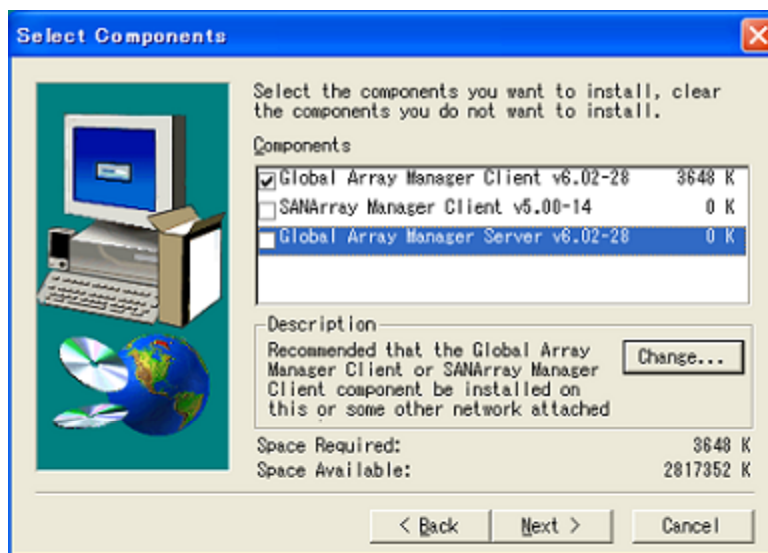 Select Components
Select the components you want to install, clear
the components you do not want to install.
Components
Global Array Manager Client v6.02-28 3648 K
SANArray Manager Client v5.00-14 0 K
Global Array Manager Server v6.02-28 0 K
Description
Recommended that the Global Array
Manager Client or SANArray Manager
Client component be installed on
this or some other network attached
Change...
Space Required: 3648 K
Space Available: 2817352 K
< Back Next > Cancel